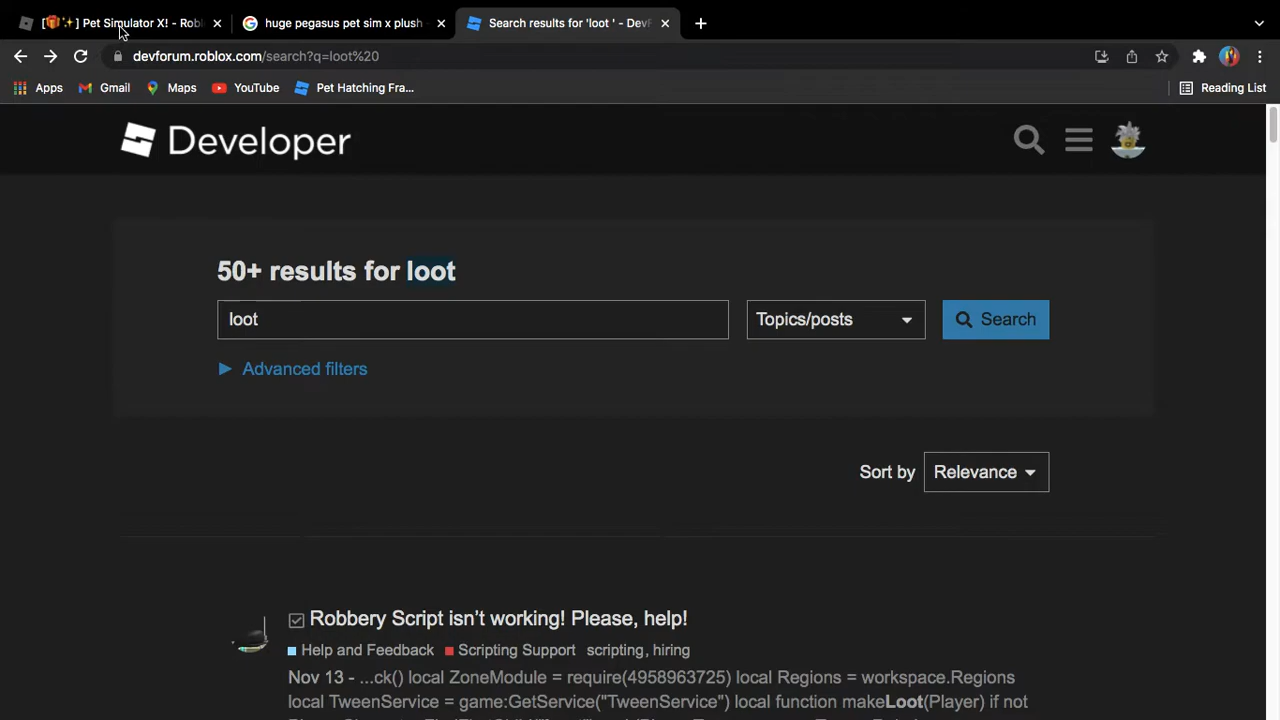 [🎁✨] Pet Simulator X! - Robl
huge pegasus pet sim x plush
Search results for 'loot ' - DevF
devforum.roblox.com/search?q=loot%20
Apps
Gmail
Maps
YouTube
Pet Hatching Fra...
Reading List
Developer
50+ results for loot
loot
Topics/posts
Search
Advanced filters
Sort by
Relevance
Robbery Script isn't working! Please, help!
Help and Feedback
Scripting Support
scripting, hiring
Nov 13 - ...ck() local ZoneModule = require(4958963725) local Regions = workspace.Regions
local TweenService = game:GetService("TweenService") local function makeLoot(Player) if not